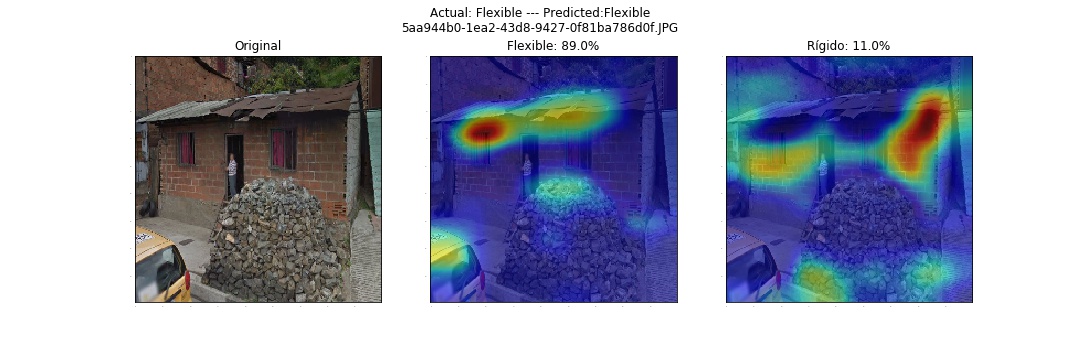 Actual: Flexible --- Predicted:Flexible
5aa944b0-1ea2-43d8-9427-0f81ba786d0f.JPG
Original
Flexible: 89.0%
Rígido: 11.0%